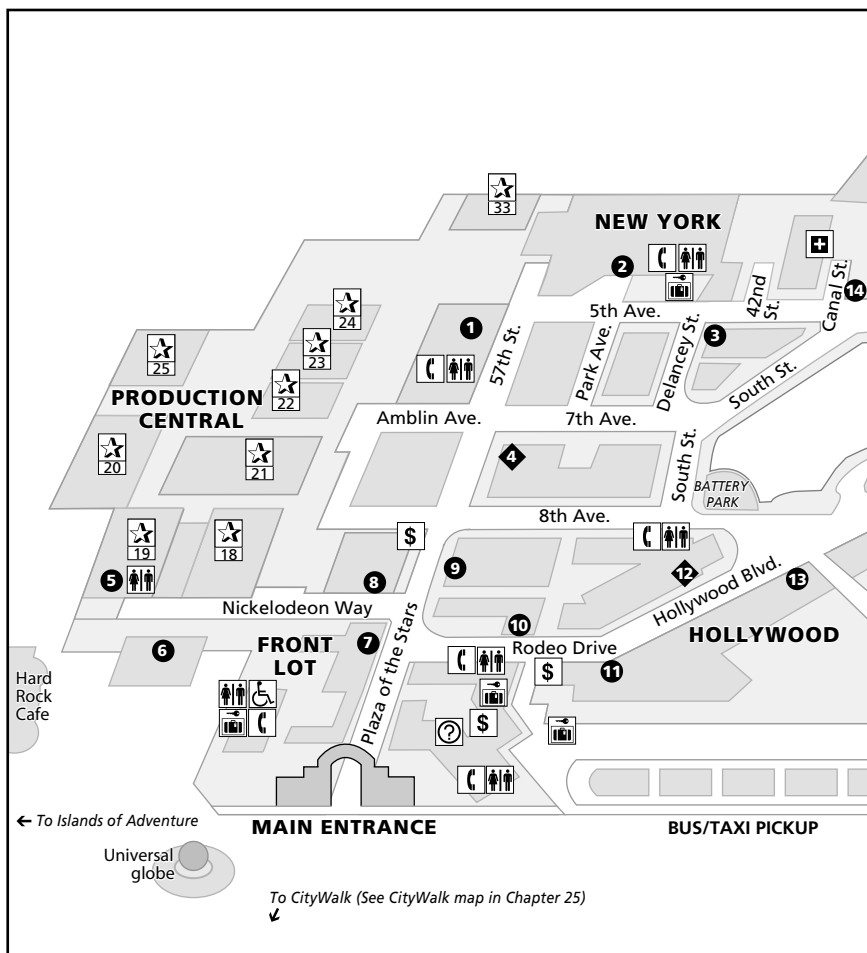 33
NEW YORK
2
42nd
St.
Canal St.
14
24
5th Ave.
1
3
25
23
57th St.
Park Ave.
Delancey St.
22
South St.
PRODUCTION
CENTRAL
Amblin Ave.
7th Ave.
20
21
4
South St.
BATTERY
PARK
8th Ave.
$
19
18
5
8
9
12
Hollywood Blvd.
13
Nickelodeon Way
10
HOLLYWOOD
6
FRONT
LOT
7
Plaza of the Stars
Rodeo Drive
$
11
Hard
Rock
Cafe
?
$
← To Islands of Adventure
MAIN ENTRANCE
BUS/TAXI PICKUP
Universal
globe
To CityWalk (See CityWalk map in Chapter 25)